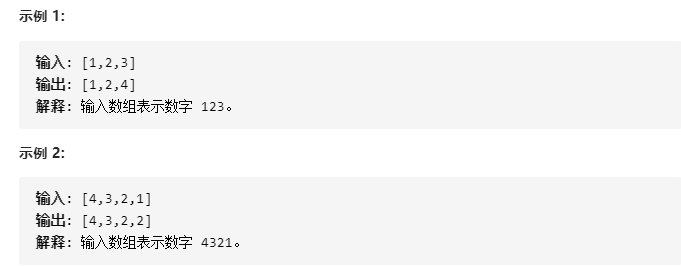 示例 1:
输入: [1,2,3]
输出: [1,2,4]
解释: 输入数组表示数字 123。
示例 2:
输入: [4,3,2,1]
输出: [4,3,2,2]
解释: 输入数组表示数字 4321。